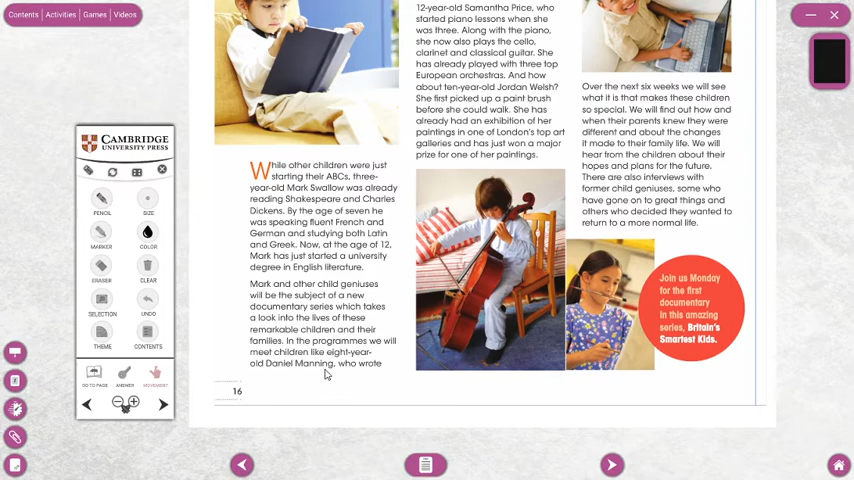 Contents Activities Games Videos
CAMBRIDGE
UNIVERSITY PRESS
PENCIL SIZE
MARKER COLOR
ERASER CLEAR
SELECTION UNDO
THEME CONTENTS
GO TO PAGE ANSWER MOVEMENT
While other children were just
starting their ABCs, three-
year-old Mark Swallow was already
reading Shakespeare and Charles
Dickens. By the age of seven he
was speaking fluent French and
German and studying both Latin
and Greek. Now, at the age of 12,
Mark has just started a university
degree in English literature.
Mark and other child geniuses
will be the subject of a new
documentary series which takes
a look into the lives of these
remarkable children and their
families. In the programmes we will
meet children like eight-year-
old Daniel Manning, who wrote
16
12-year-old Samantha Price, who
started piano lessons when she
was three. Along with the piano,
she now also plays the cello,
clarinet and classical guitar. She
has already played with three top
European orchestras. And how
about ten-year-old Jordan Welsh?
She first picked up a paint brush
before she could walk. She has
already had an exhibition of her
paintings in one of London's top art
galleries and has just won a major
prize for one of her paintings.
Over the next six weeks we will see
what it is that makes these children
so special. We will find out how and
when their parents knew they were
different and about the changes
it made to their family life. We will
hear from the children about their
hopes and plans for the future.
There are also interviews with
former child geniuses, some who
have gone on to great things and
others who decided they wanted to
return to a more normal life.
Join us Monday
for the first
documentary
in this amazing
series, Britain's
Smartest Kids.